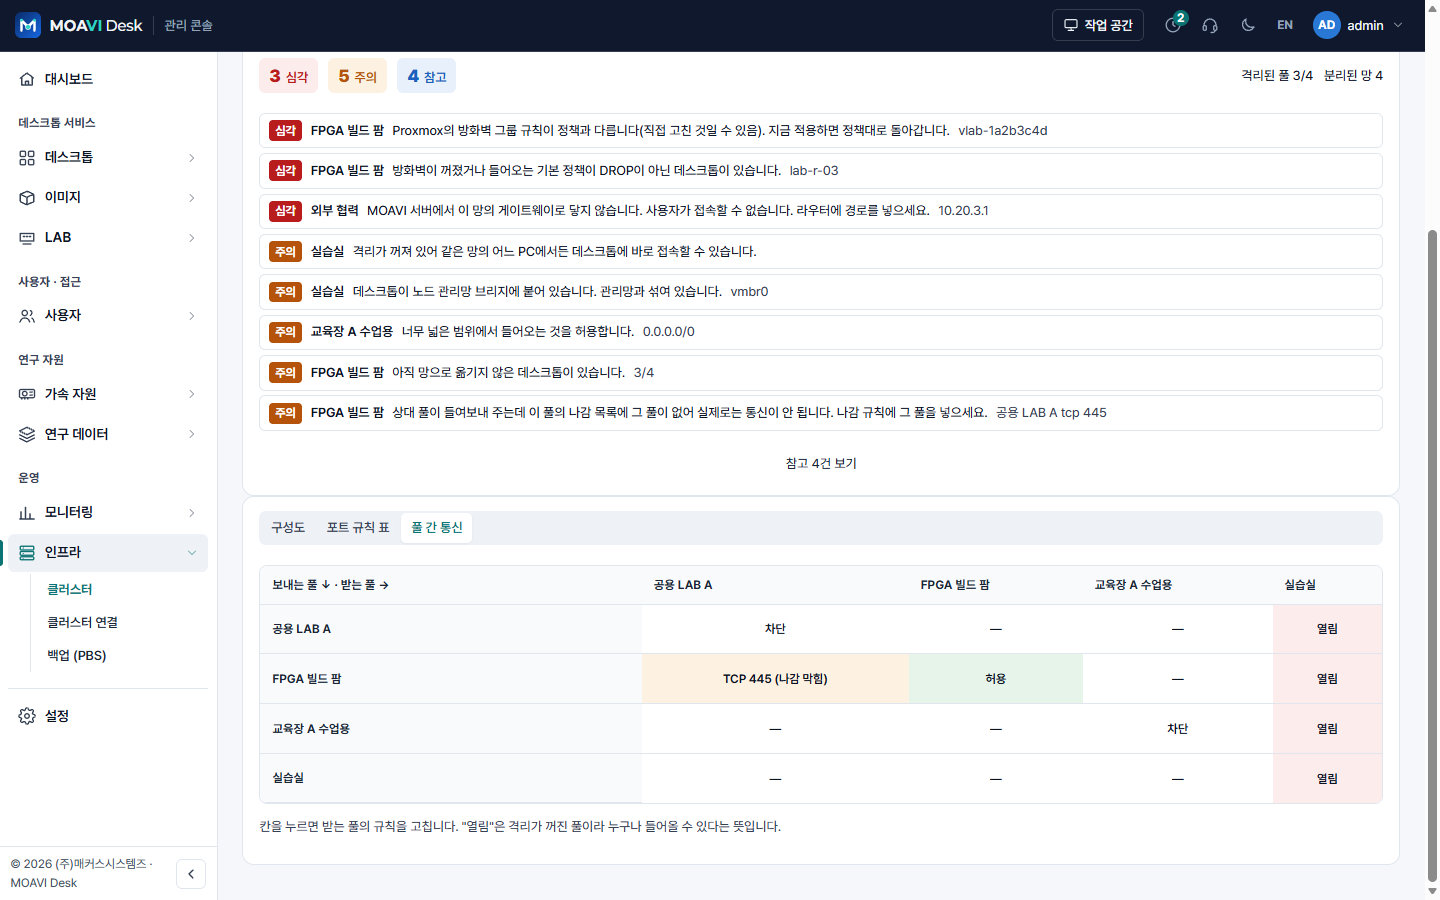 MOAVI Desk 관리 콘솔
작업 공간
2
EN
AD admin
대시보드
데스크톱 서비스
데스크톱
이미지
LAB
사용자 · 접근
사용자
연구 자원
가속 자원
연구 데이터
운영
모니터링
인프라
클러스터
클러스터 연결
백업 (PBS)
설정
© 2026 (주)매커스시스템즈 ·
MOAVI Desk
3 심각 5 주의 4 참고
격리된 풀 3/4 분리된 망 4
심각 FPGA 빌드 팜 Proxmox의 방화벽 그룹 규칙이 정책과 다릅니다(직접 고친 것일 수 있음). 지금 적용하면 정책대로 돌아갑니다. vlab-1a2b3c4d
심각 FPGA 빌드 팜 방화벽이 꺼졌거나 들어오는 기본 정책이 DROP이 아닌 데스크톱이 있습니다. lab-r-03
심각 외부 협력 MOAVI 서버에서 이 망의 게이트웨이로 닿지 않습니다. 사용자가 접속할 수 없습니다. 라우터에 경로를 넣으세요. 10.20.3.1
주의 실습실 격리가 꺼져 있어 같은 망의 어느 PC에서든 데스크톱에 바로 접속할 수 있습니다.
주의 실습실 데스크톱이 노드 관리망 브리지에 붙어 있습니다. 관리망과 섞여 있습니다. vmbr0
주의 교육장 A 수업용 너무 넓은 범위에서 들어오는 것을 허용합니다. 0.0.0.0/0
주의 FPGA 빌드 팜 아직 망으로 옮기지 않은 데스크톱이 있습니다. 3/4
주의 FPGA 빌드 팜 상대 풀이 들여보내 주는데 이 풀의 나감 목록에 그 풀이 없어 실제로는 통신이 안 됩니다. 나감 규칙에 그 풀을 넣으세요. 공용 LAB A tcp 445
참고 4건 보기
구성도 포트 규칙 표 풀 간 통신
보내는 풀 ↓ · 받는 풀 → 공용 LAB A FPGA 빌드 팜 교육장 A 수업용 실습실
공용 LAB A 차단 — — 열림
FPGA 빌드 팜 TCP 445 (나감 막힘) 허용 — 열림
교육장 A 수업용 — — 차단 열림
실습실 — — — 열림
칸을 누르면 받는 풀의 규칙을 고칩니다. "열림"은 격리가 꺼진 풀이라 누구나 들어올 수 있다는 뜻입니다.